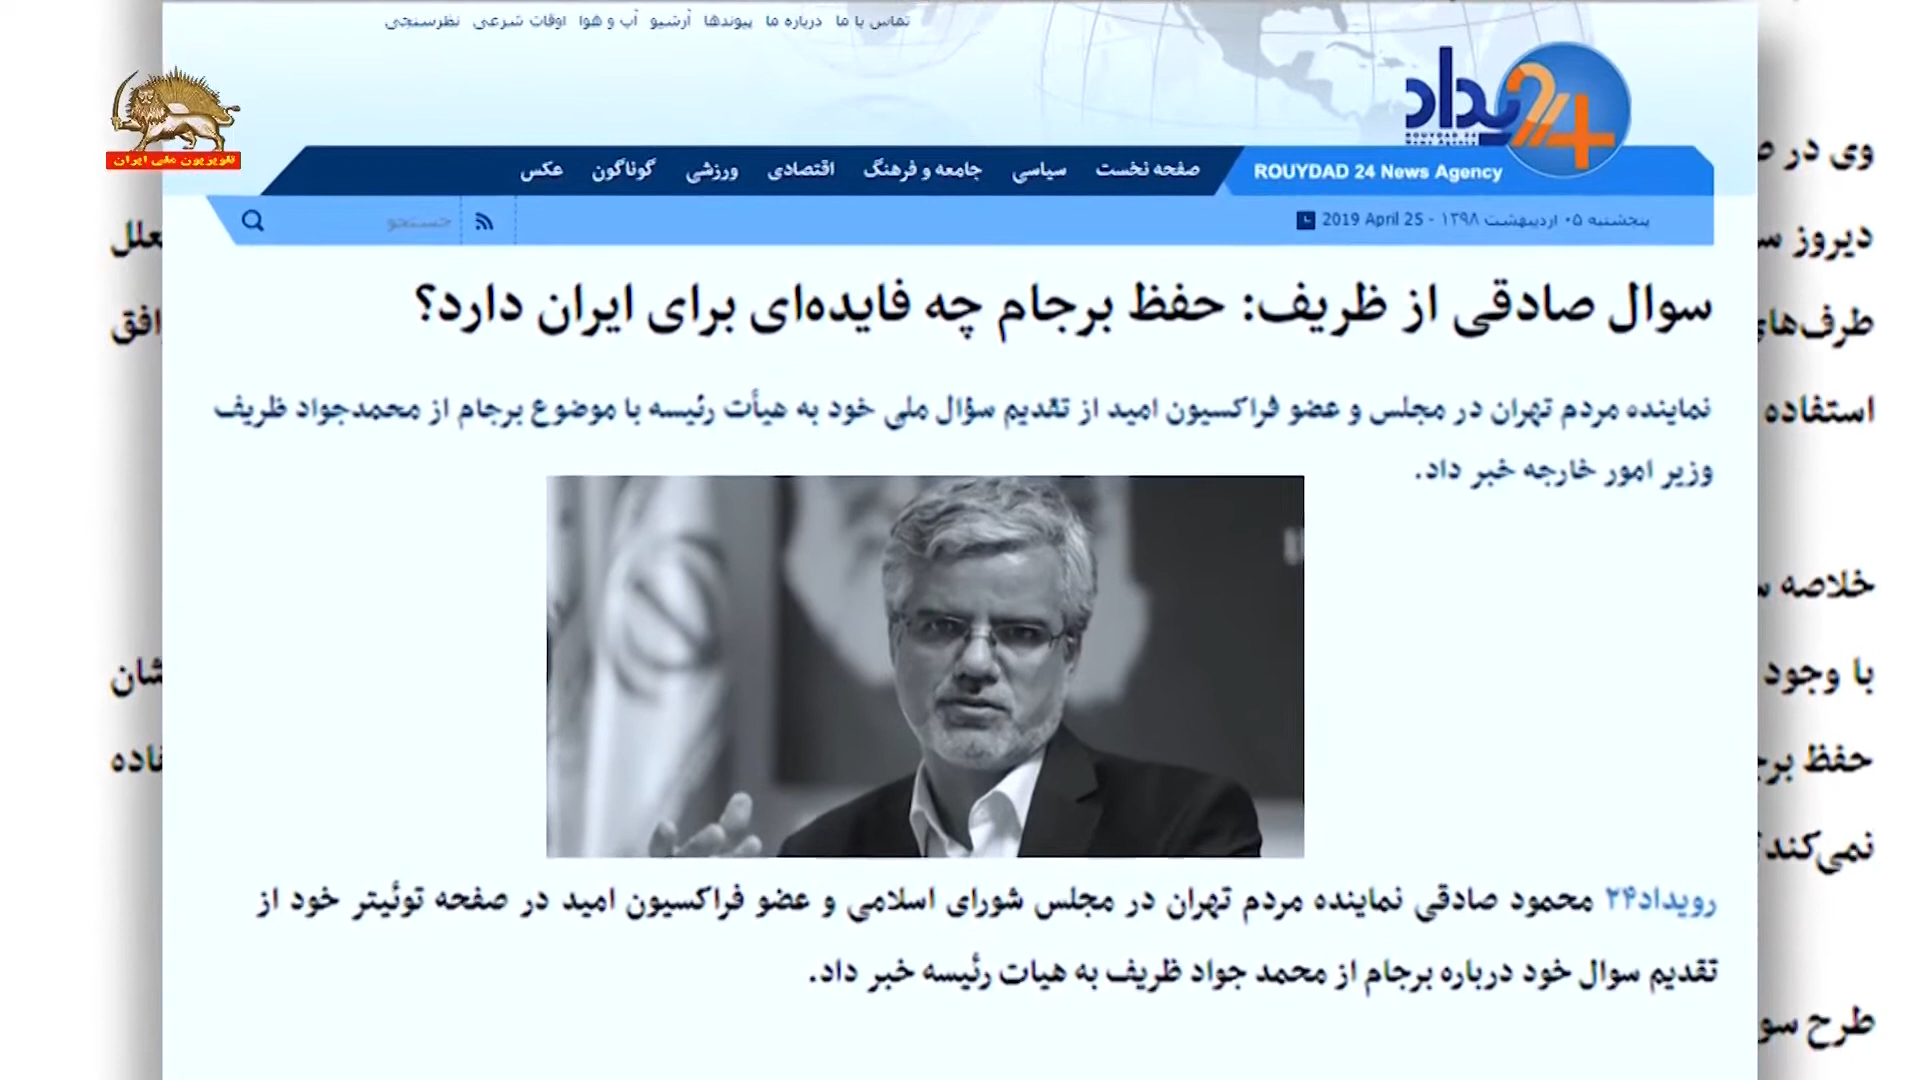 تماس با ما درباره ما پیوندها آرشیو آب و هوا اوقات شرعی نظرسنجی
تلویزیون ملی ایران
یداد 24
ROUYDAD 24
News Agency
صفحه نخست سیاسی جامعه و فرهنگ اقتصادی ورزشی گوناگون عکس
ROUYDAD 24 News Agency
پنجشنبه ۰۵ اردیبهشت ۱۳۹۸ - 2019 April 25
جستجو
سوال صادقی از ظریف: حفظ برجام چه فایده‌ای برای ایران دارد؟
نماینده مردم تهران در مجلس و عضو فراکسیون امید از تقدیم سؤال ملی خود به هیأت رئیسه با موضوع برجام از محمدجواد ظریف
وزیر امور خارجه خبر داد.
رویداد۲۴ محمود صادقی نماینده مردم تهران در مجلس شورای اسلامی و عضو فراکسیون امید در صفحه توئیتر خود از
تقدیم سوال خود درباره برجام از محمد جواد ظریف به هیات رئیسه خبر داد.
وی در
دیروز
استفاده
خلاصه
با وجود
حفظ
طرح